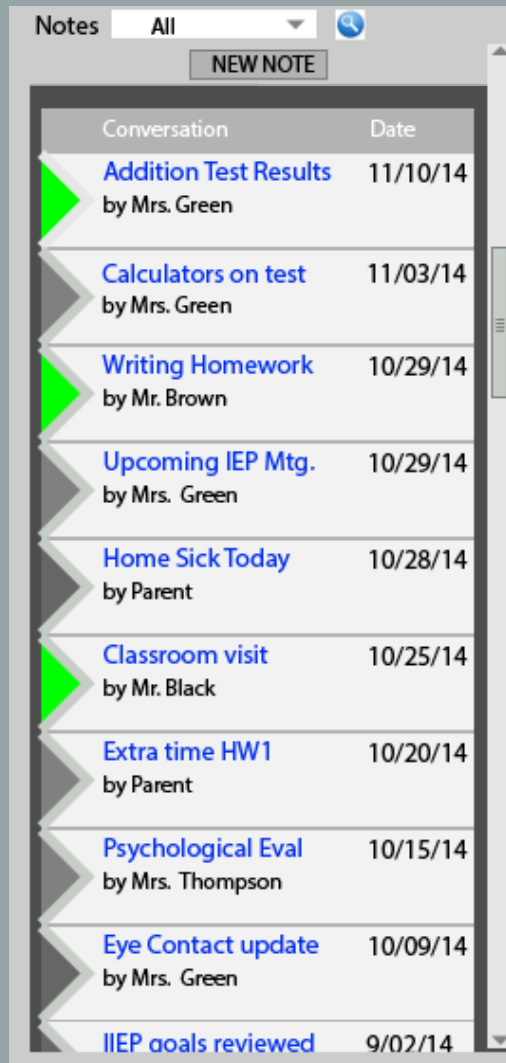 Notes All
NEW NOTE
Conversation Date
Addition Test Results 11/10/14
by Mrs. Green
Calculators on test 11/03/14
by Mrs. Green
Writing Homework 10/29/14
by Mr. Brown
Upcoming IEP Mtg. 10/29/14
by Mrs. Green
Home Sick Today 10/28/14
by Parent
Classroom visit 10/25/14
by Mr. Black
Extra time HW1 10/20/14
by Parent
Psychological Eval 10/15/14
by Mrs. Thompson
Eye Contact update 10/09/14
by Mrs. Green
IIEP goals reviewed 9/02/14